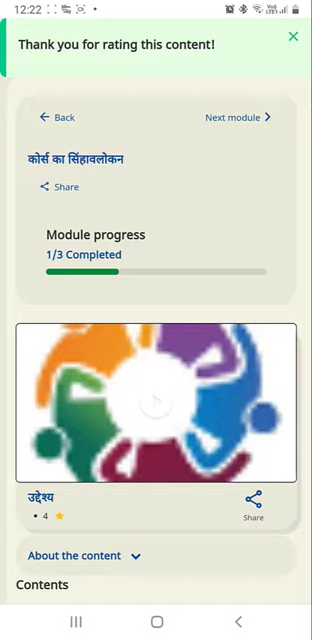 12:22
Thank you for rating this content!
Back
Next module
कोर्स का सिंहावलोकन
Share
Module progress
1/3 Completed
उद्देश्य
• 4
Share
About the content
Contents